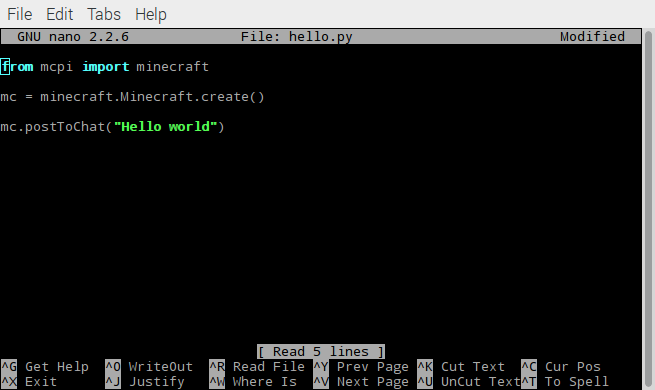 File Edit Tabs Help
GNU nano 2.2.6 File: hello.py Modified
from mcpi import minecraft
mc = minecraft.Minecraft.create()
mc.postToChat("Hello world")
[ Read 5 lines ]
^G Get Help ^O WriteOut ^R Read File ^Y Prev Page ^K Cut Text ^C Cur Pos
^X Exit ^J Justify ^W Where Is ^V Next Page ^U UnCut Text ^T To Spell